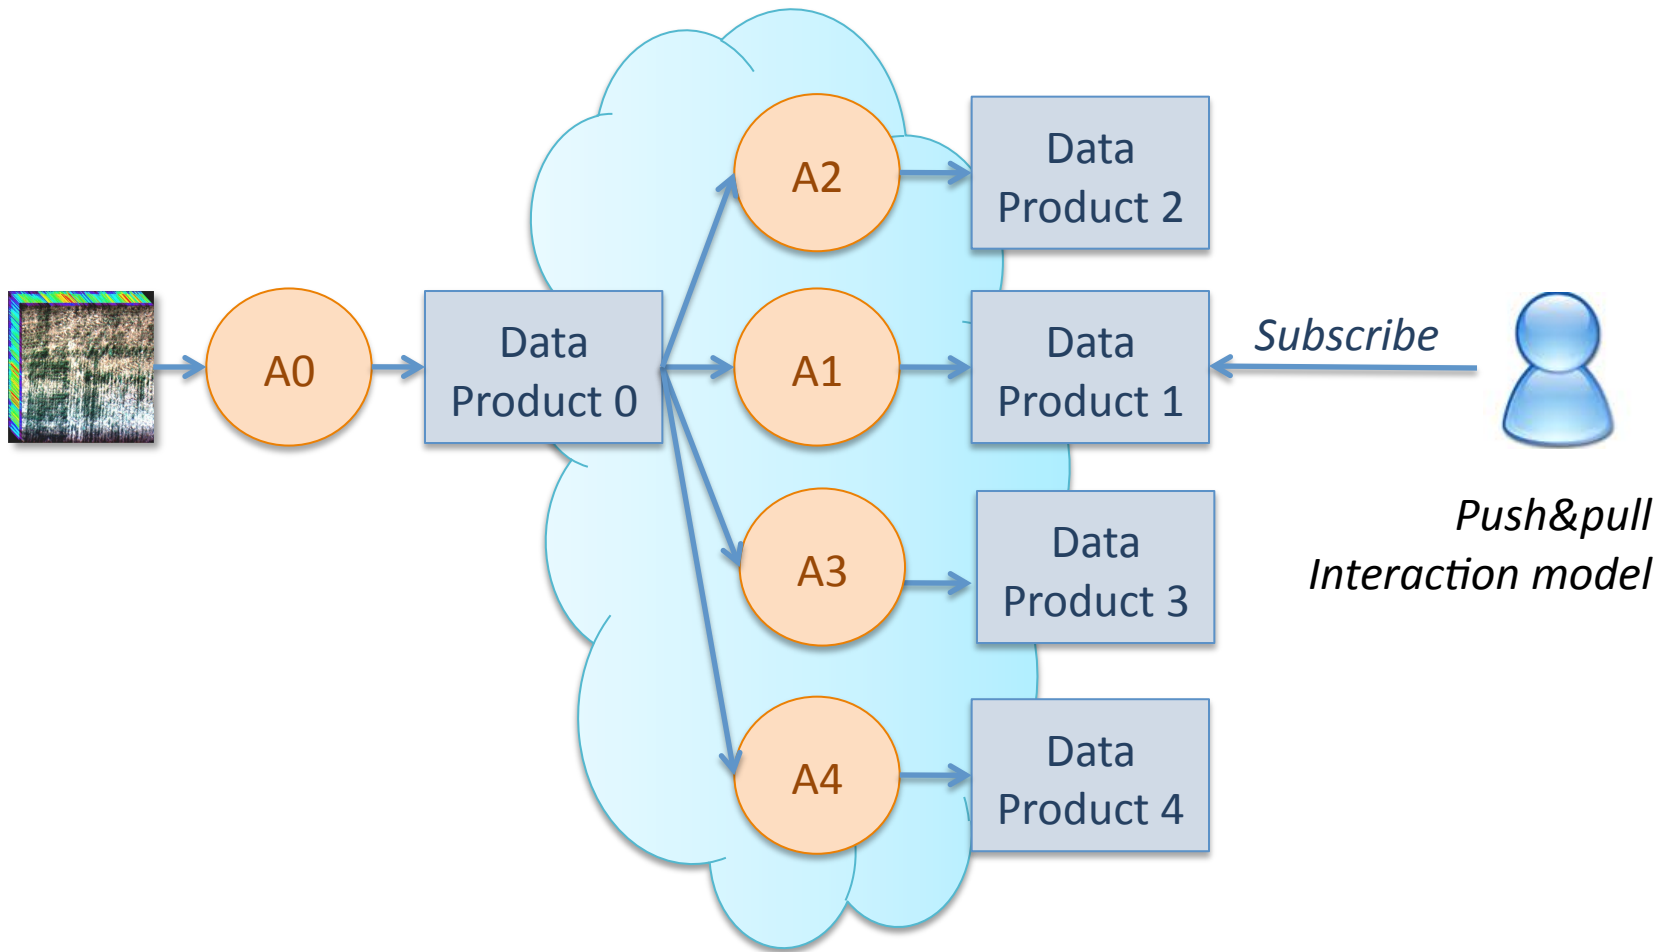 A0
Data
Product 0
A2
Data
Product 2
A1
Data
Product 1
Subscribe
A3
Data
Product 3
A4
Data
Product 4
Push&pull
Interaction model